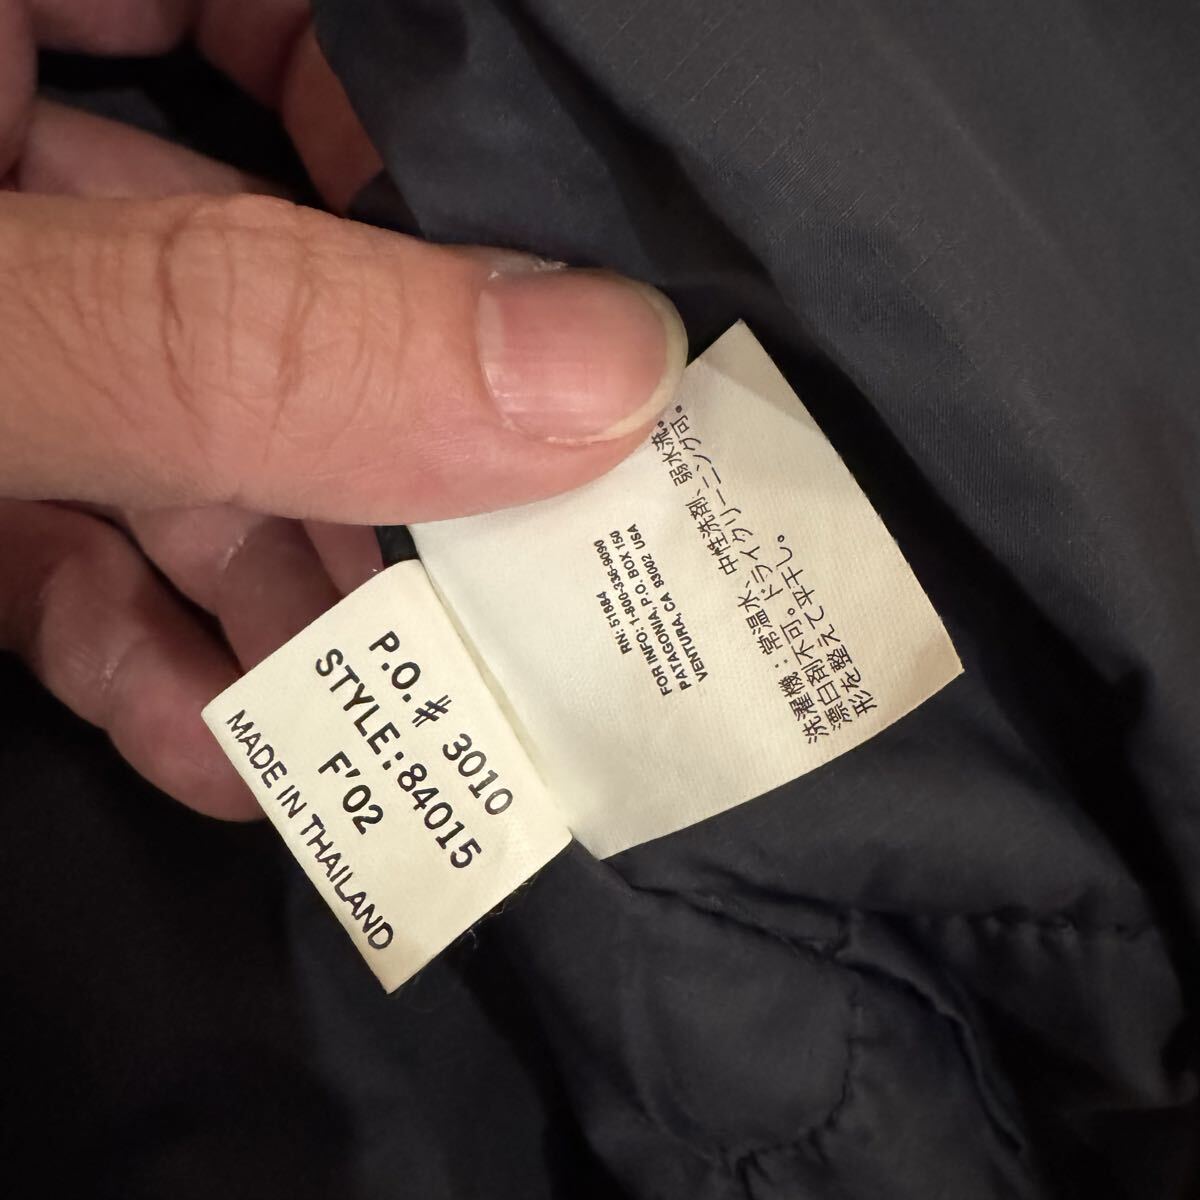 P.O.# 3010
STYLE:84015
F'02
MADE IN THAILAND
RN: 51884
FOR INFO: 1-800-336-9090
PATAGONIA, P.O. BOX 150
VENTURA, CA 93002 USA
洗濯機：常温水、中性洗剤、弱水洗。
漂白剤不可。ドライクリーニング可。
形を整えて平干し。